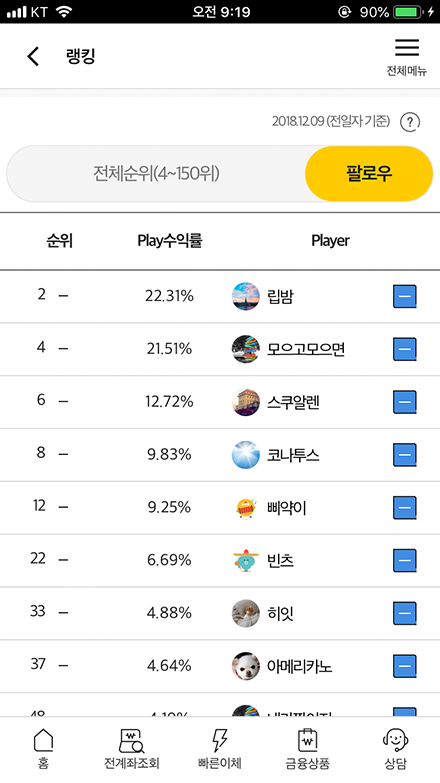 KT 오전 9:19 90%
랭킹
전체메뉴
2018.12.09 (전일자 기준) ?
전체순위(4~150위) 팔로우
순위 Play수익률 Player
2 – 22.31% 립밤
4 – 21.51% 모으고모으면
6 – 12.72% 스쿠알렌
8 – 9.83% 코나투스
12 – 9.25% 삐약이
22 – 6.69% 빈츠
33 – 4.88% 히잇
37 – 4.64% 아메리카노
홈 전계좌조회 빠른이체 금융상품 상담